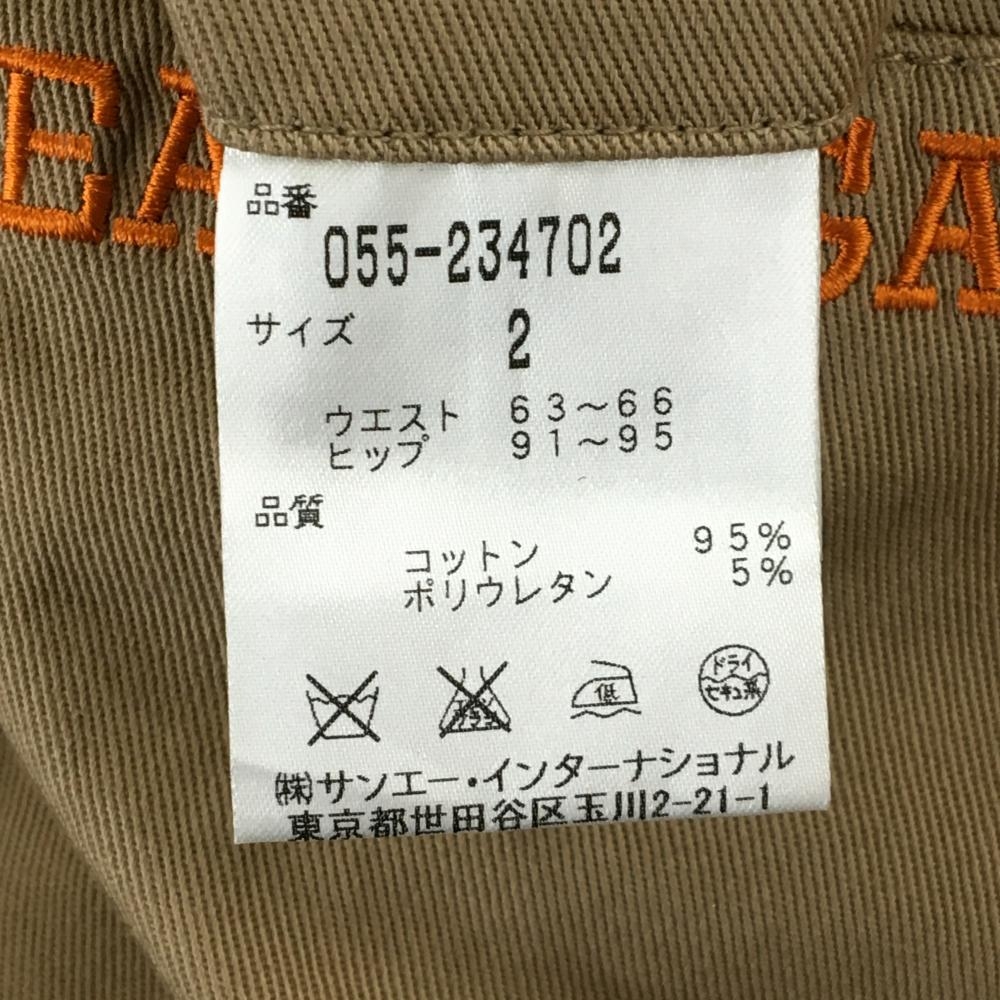 EA
CA
品番
055-234702
サイズ 2
ウエスト 63～66
ヒップ 91～95
品質
コットン 95%
ポリウレタン 5%
低
ドライ
セキユ系
㈱サンエー・インターナショナル
東京都世田谷区玉川2-21-1